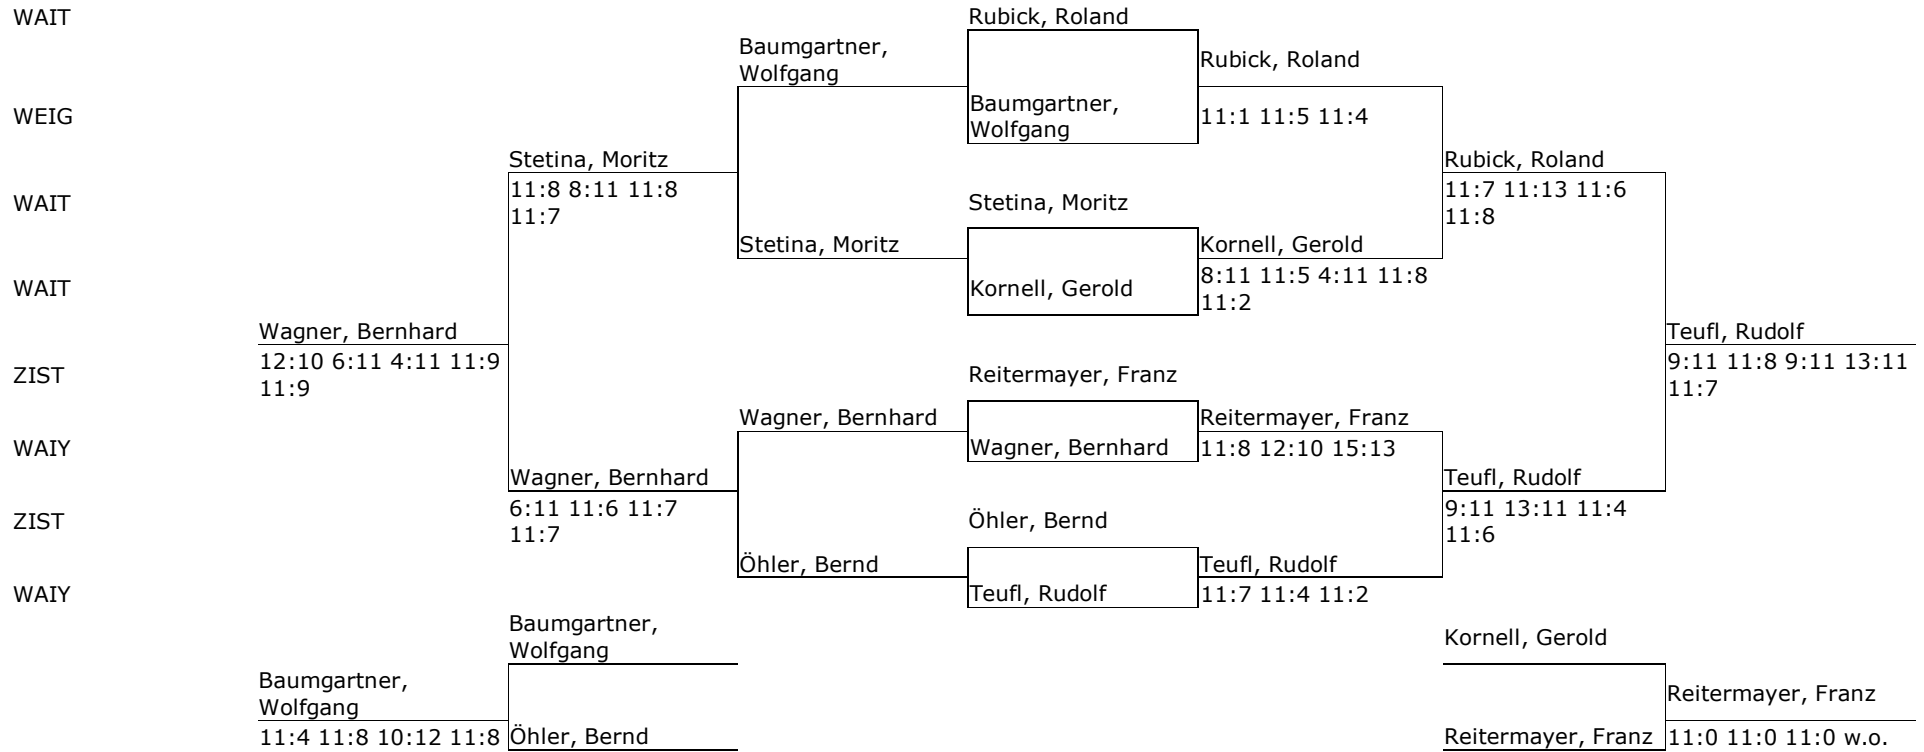 WAIT
Rubick, Roland
Baumgartner,
Wolfgang
Rubick, Roland
WEIG
Baumgartner,
Wolfgang
11:1 11:5 11:4
Stetina, Moritz
Rubick, Roland
WAIT
11:8 8:11 11:8
11:7
Stetina, Moritz
11:7 11:13 11:6
11:8
Stetina, Moritz
Kornell, Gerold
WAIT
Kornell, Gerold
8:11 11:5 4:11 11:8
11:2
Wagner, Bernhard
Teufl, Rudolf
ZIST
12:10 6:11 4:11 11:9
11:9
Reitermayer, Franz
9:11 11:8 9:11 13:11
11:7
Wagner, Bernhard
Reitermayer, Franz
WAIY
Wagner, Bernhard
11:8 12:10 15:13
Wagner, Bernhard
Teufl, Rudolf
ZIST
6:11 11:6 11:7
11:7
Öhler, Bernd
9:11 13:11 11:4
11:6
Öhler, Bernd
Teufl, Rudolf
WAIY
Teufl, Rudolf
11:7 11:4 11:2
Baumgartner,
Wolfgang
Kornell, Gerold
Baumgartner,
Wolfgang
Reitermayer, Franz
11:4 11:8 10:12 11:8
Öhler, Bernd
Reitermayer, Franz
11:0 11:0 11:0 w.o.